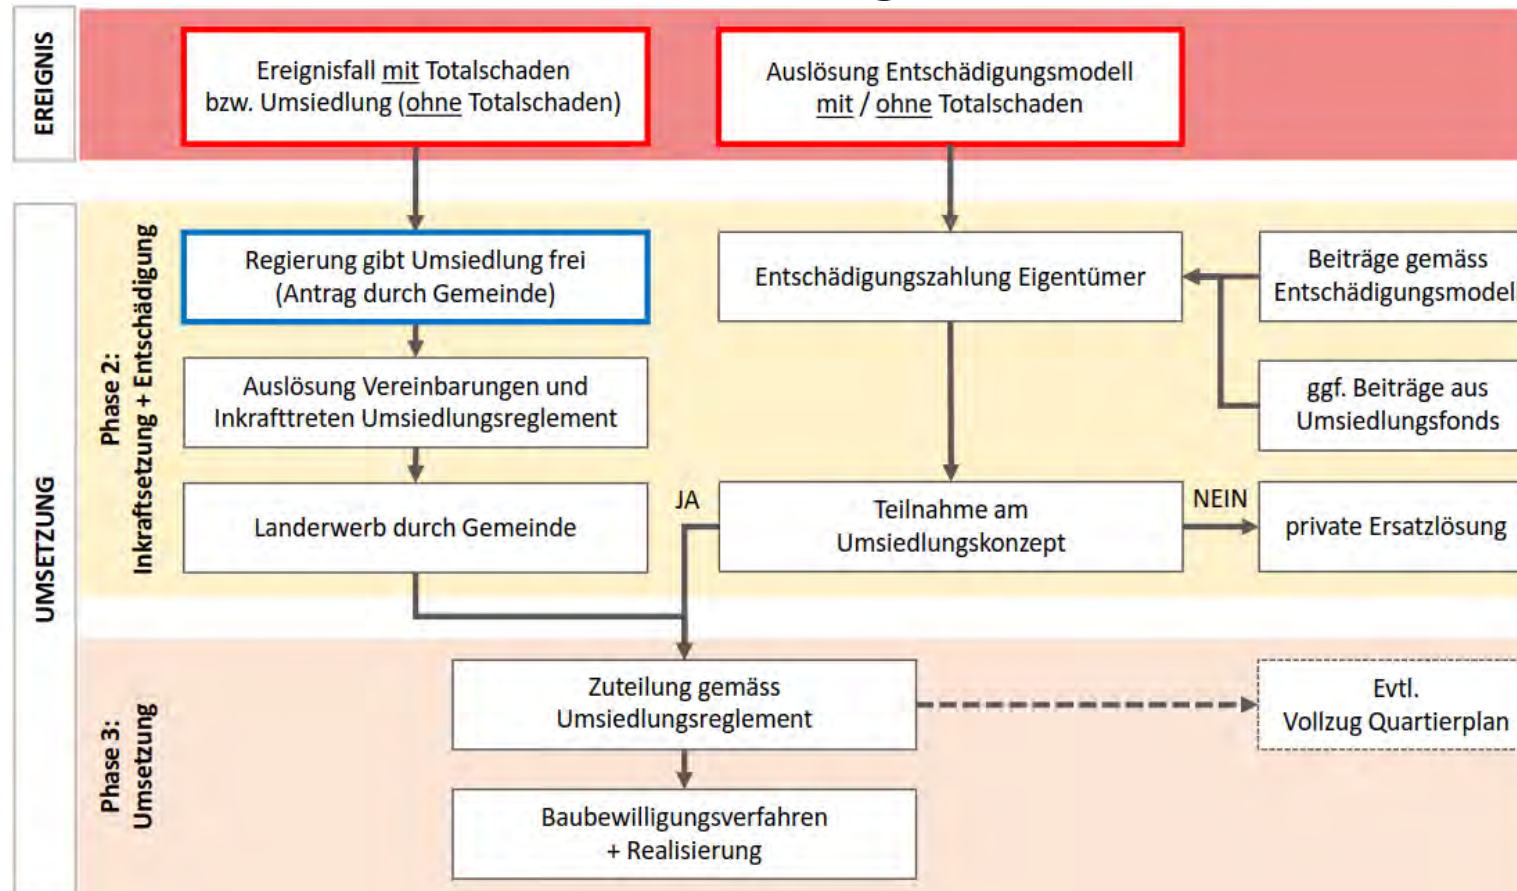 EREIGNIS
Ereignisfall mit Totalschaden
bzw. Umsiedlung (ohne Totalschaden)
Auslösung Entschädigungsmodell
mit / ohne Totalschaden
UMSETZUNG
Phase 2:
Inkraftsetzung + Entschädigung
Regierung gibt Umsiedlung frei
(Antrag durch Gemeinde)
Entschädigungszahlung Eigentümer
Beiträge gemäss
Entschädigungsmodell
Auslösung Vereinbarungen und
Inkrafttreten Umsiedlungsreglement
ggf. Beiträge aus
Umsiedlungsfonds
Landerwerb durch Gemeinde
JA
Teilnahme am
Umsiedlungskonzept
NEIN
private Ersatzlösung
Phase 3:
Umsetzung
Zuteilung gemäss
Umsiedlungsreglement
Evtl.
Vollzug Quartierplan
Baubewilligungsverfahren
+ Realisierung